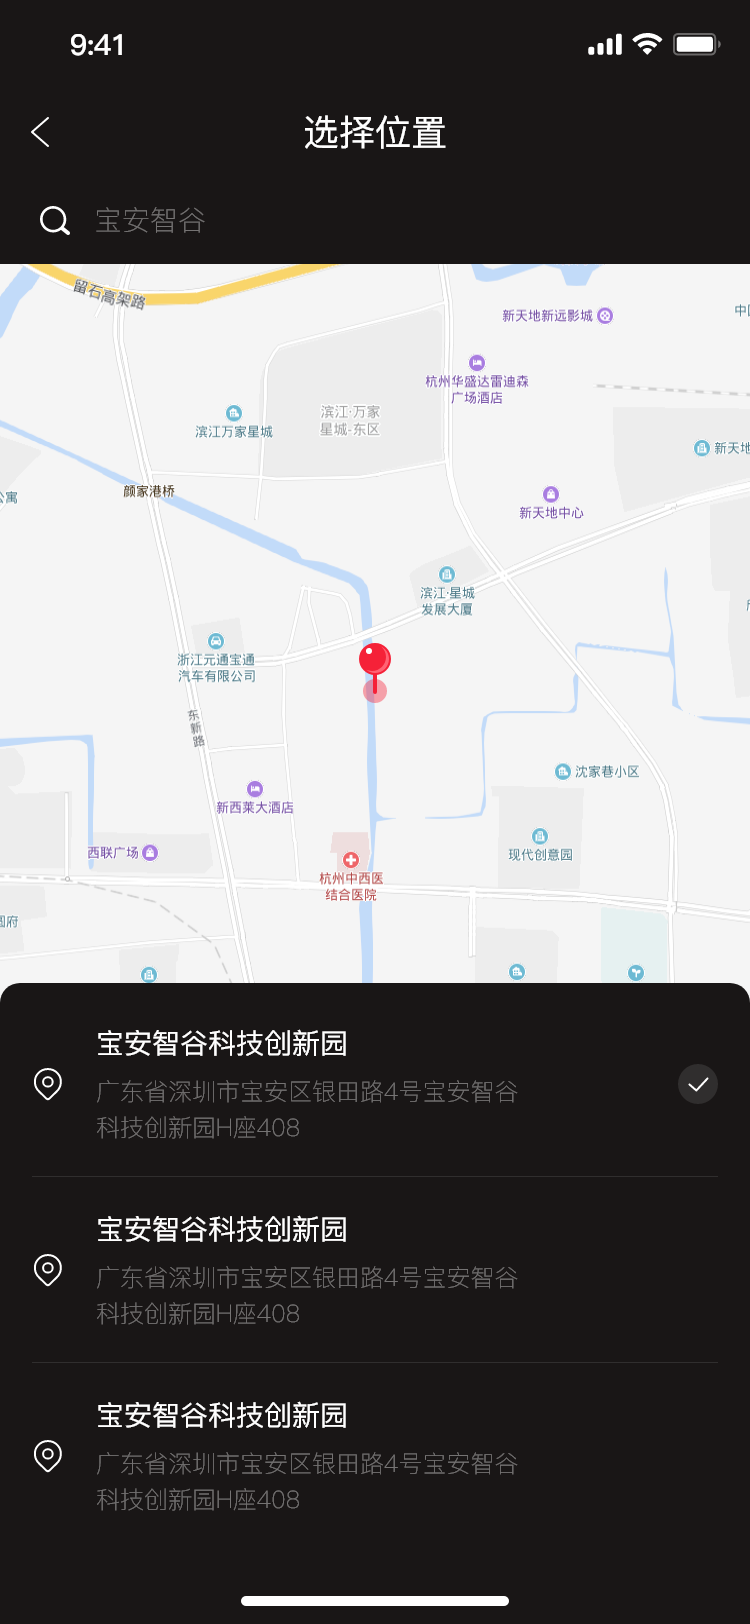 9:41
选择位置
宝安智谷
留石高架路
新天地新远影城
杭州华盛达雷迪森
广场酒店
滨江·万家
星城-东区
滨江万家星城
新天地
颜家港桥
公寓
新天地中心
滨江·星城
发展大厦
浙江元通宝通
汽车有限公司
东新路
沈家巷小区
新西莱大酒店
现代创意园
西联广场
杭州中西医
结合医院
宝安智谷科技创新园
广东省深圳市宝安区银田路4号宝安智谷
科技创新园H座408
宝安智谷科技创新园
广东省深圳市宝安区银田路4号宝安智谷
科技创新园H座408
宝安智谷科技创新园
广东省深圳市宝安区银田路4号宝安智谷
科技创新园H座408